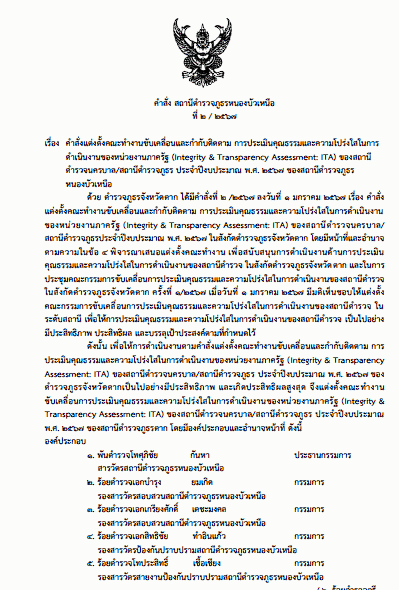 คำสั่ง สถานีตำรวจภูธรหนองบัวเหนือ
ที่ ๒ / ๒๕๖๗
เรื่อง คำสั่งแต่งตั้งคณะทำงานขับเคลื่อนและกำกับติดตาม การประเมินคุณธรรมและความโปร่งใสในการ
ดำเนินงานของหน่วยงานภาครัฐ (Integrity & Transparency Assessment: ITA) ของสถานี
ตำรวจนครบาล/สถานีตำรวจภูธร ประจำปีงบประมาณ พ.ศ. ๒๕๖๗ ของสถานีตำรวจภูธร
หนองบัวเหนือ
ด้วย ตำรวจภูธรจังหวัดตาก ได้มีคำสั่งที่ ๒ /๒๕๖๗ ลงวันที่ ๑ มกราคม ๒๕๖๗ เรื่อง คำสั่ง
แต่งตั้งคณะทำงานขับเคลื่อนและกำกับติดตาม การประเมินคุณธรรมและความโปร่งใสในการดำเนินงาน
ของหน่วยงานภาครัฐ (Integrity & Transparency Assessment: ITA) ของสถานีตำรวจนครบาล/
สถานีตำรวจภูธรประจำปีงบประมาณ พ.ศ. ๒๕๖๗ ในสังกัดตำรวจภูธรจังหวัดตาก โดยมีหน้าที่และอำนาจ
ตามความในข้อ ๔ พิจารณาเสนอแต่งตั้งคณะทำงาน เพื่อสนับสนุนการดำเนินงานด้านการประเมิน
คุณธรรมและความโปร่งใสในการดำเนินงานของสถานีตำรวจ ในสังกัดตำรวจภูธรจังหวัดตาก และในการ
ประชุมคณะกรรมการขับเคลื่อนการประเมินคุณธรรมและความโปร่งใสในการดำเนินงานของสถานีตำรวจ
ในสังกัดตำรวจภูธรจังหวัดตาก ครั้งที่ ๑/๒๕๖๗ เมื่อวันที่ ๑ มกราคม ๒๕๖๗ มีมติเห็นชอบให้แต่งตั้ง
คณะกรรมการขับเคลื่อนการประเมินคุณธรรมและความโปร่งใสในการดำเนินงานของสถานีตำรวจ ใน
ระดับสถานี เพื่อให้การประเมินคุณธรรมและความโปร่งใสในการดำเนินงานของสถานีตำรวจ เป็นไปอย่าง
มีประสิทธิภาพ ประสิทธิผล และบรรลุเป้าประสงค์ตามที่กำหนดไว้
ดังนั้น เพื่อให้การดำเนินงานตามคำสั่งแต่งตั้งคณะทำงานขับเคลื่อนและกำกับติดตาม การ
ประเมินคุณธรรมและความโปร่งใสในการดำเนินงานของหน่วยงานภาครัฐ (Integrity & Transparency
Assessment: ITA) ของสถานีตำรวจนครบาล/สถานีตำรวจภูธร ประจำปีงบประมาณ พ.ศ. ๒๕๖๗ ของ
ตำรวจภูธรจังหวัดตากเป็นไปอย่างมีประสิทธิภาพ และเกิดประสิทธิผลสูงสุด จึงแต่งตั้งคณะทำงาน
ขับเคลื่อนการประเมินคุณธรรมและความโปร่งใสในการดำเนินงานของหน่วยงานภาครัฐ (Integrity &
Transparency Assessment: ITA) ของสถานีตำรวจนครบาล/สถานีตำรวจภูธร ประจำปีงบประมาณ
พ.ศ. ๒๕๖๗ ของสถานีตำรวจภูธรตาก โดยมีองค์ประกอบและอำนาจหน้าที่ ดังนี้
องค์ประกอบ
๑. พันตำรวจโทศุภิชัย กันหา ประธานกรรมการ
สารวัตรสถานีตำรวจภูธรหนองบัวเหนือ
๒. ร้อยตำรวจเอกบำรุง ยมเกิด กรรมการ
รองสารวัตรสอบสวนสถานีตำรวจภูธรหนองบัวเหนือ
๓. ร้อยตำรวจเอกเกรียงศักดิ์ เดชะมงคล กรรมการ
รองสารวัตรสอบสวนสถานีตำรวจภูธรหนองบัวเหนือ
๔. ร้อยตำรวจเอกสิทธิชัย ทำอินแก้ว กรรมการ
รองสารวัตรป้องกันปราบปรามสถานีตำรวจภูธรหนองบัวเหนือ
๕. ร้อยตำรวจโทประสิทธิ์ เชื้อเขียง กรรมการ
รองสารวัตรสายงานป้องกันปราบปรามสถานีตำรวจภูธรหนองบัวเหนือ